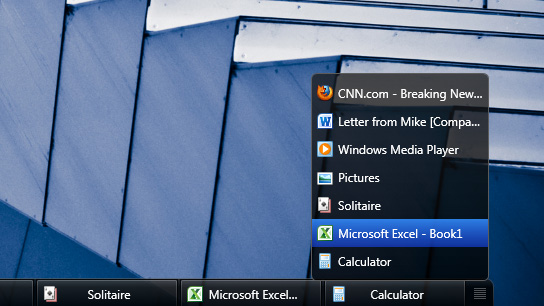 CNN.com - Breaking New...
Letter from Mike [Compa...
Windows Media Player
Pictures
Solitaire
Microsoft Excel - Book1
Calculator
Solitaire
Microsoft Excel...
Calculator